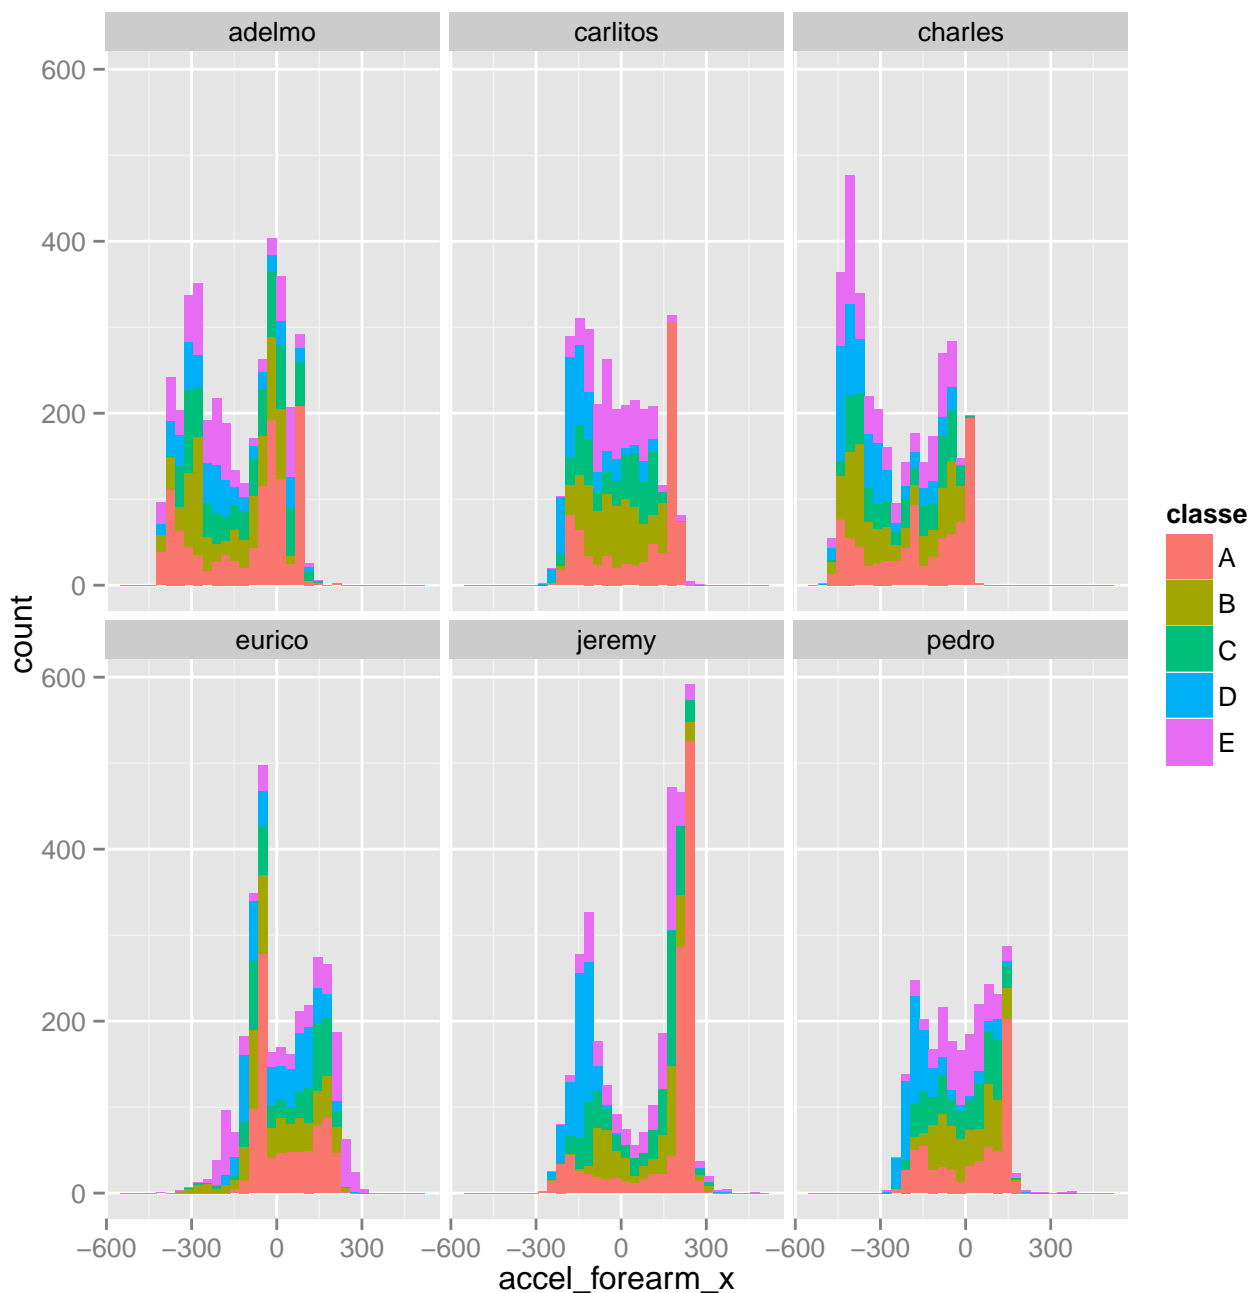 adelmo carlitos charles
600
400
200
0
eurico jeremy pedro
600
400
200
0
−600 −300 0 300 −600 −300 0 300 −600 −300 0 300
accel_forearm_x
count
classe
A
B
C
D
E